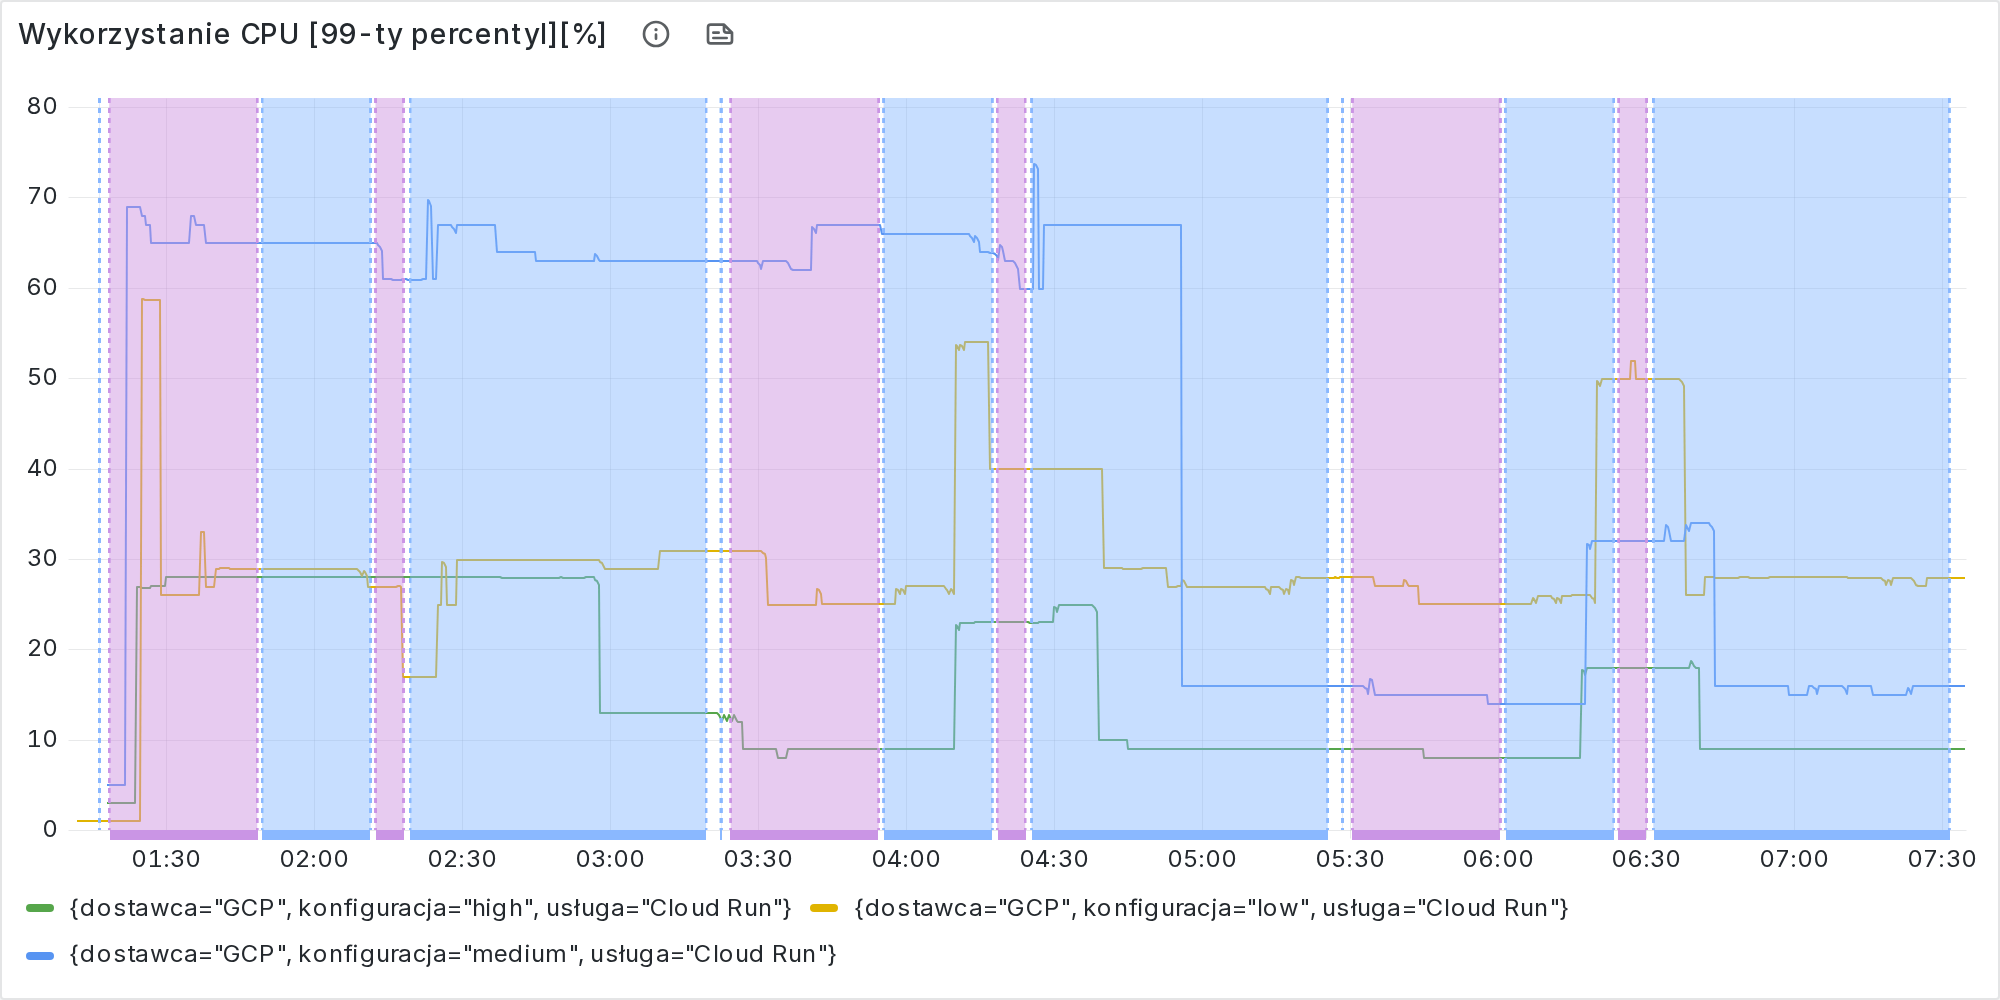 Wykorzystanie CPU [99-ty percentyl][%]
80
70
60
50
40
30
20
10
0
01:30 02:00 02:30 03:00 03:30 04:00 04:30 05:00 05:30 06:00 06:30 07:00 07:30
{dostawca="GCP", konfiguracja="high", usługa="Cloud Run"} {dostawca="GCP", konfiguracja="low", usługa="Cloud Run"}
{dostawca="GCP", konfiguracja="medium", usługa="Cloud Run"}